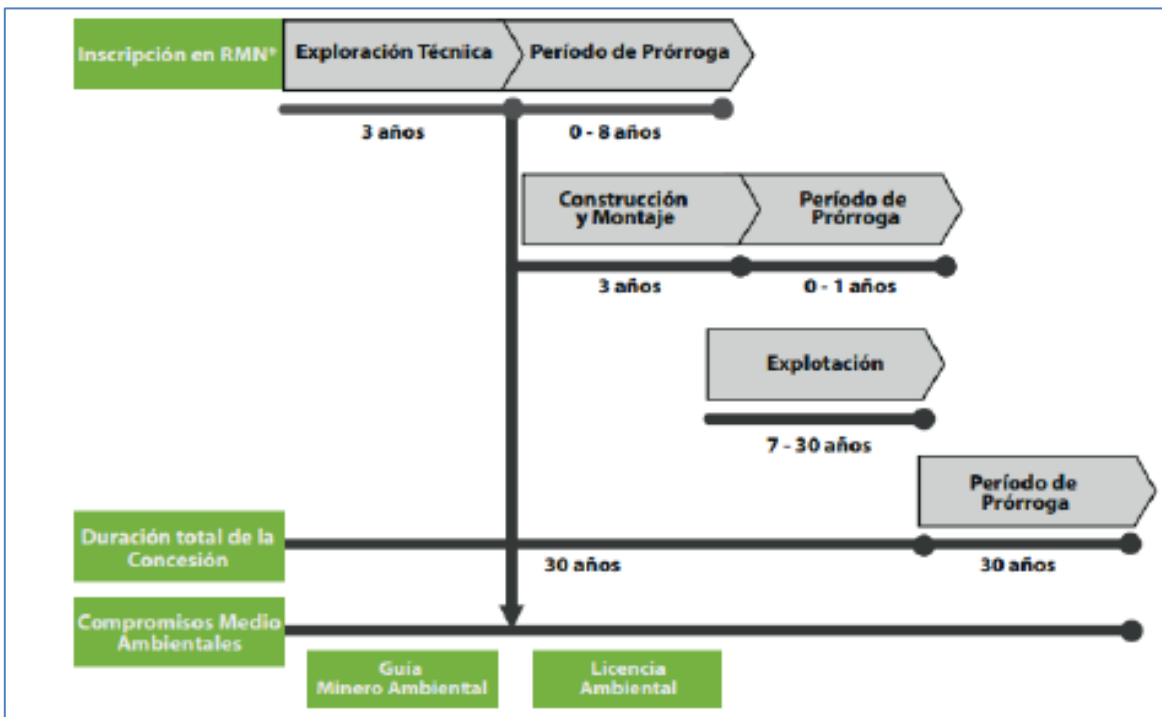 Inscripción en RMN*
Exploración Técniica
Período de Prórroga
3 años
0 - 8 años
Construcción
y Montaje
Período de
Prórroga
3 años
0 - 1 años
Explotación
7 - 30 años
Período de
Prórroga
Duración total de la
Concesión
30 años
30 años
Compromisos Medio
Ambientales
Guía
Minero Ambiental
Licencia
Ambiental